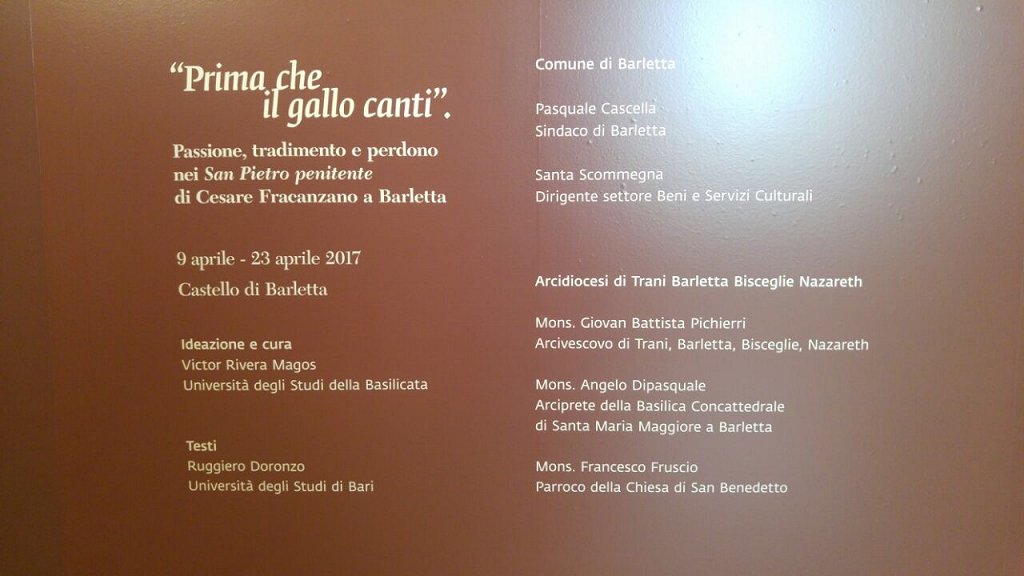 “Prima che
il gallo canti”.
Passione, tradimento e perdono
nei San Pietro penitente
di Cesare Fracanzano a Barletta
9 aprile - 23 aprile 2017
Castello di Barletta
Ideazione e cura
Victor Rivera Magos
Università degli Studi della Basilicata
Testi
Ruggiero Doronzo
Università degli Studi di Bari
Comune di Barletta
Pasquale Cascella
Sindaco di Barletta
Santa Scommegna
Dirigente settore Beni e Servizi Culturali
Arcidiocesi di Trani Barletta Bisceglie Nazareth
Mons. Giovan Battista Pichierri
Arcivescovo di Trani, Barletta, Bisceglie, Nazareth
Mons. Angelo Dipasquale
Arciprete della Basilica Concattedrale
di Santa Maria Maggiore a Barletta
Mons. Francesco Fruscio
Parroco della Chiesa di San Benedetto